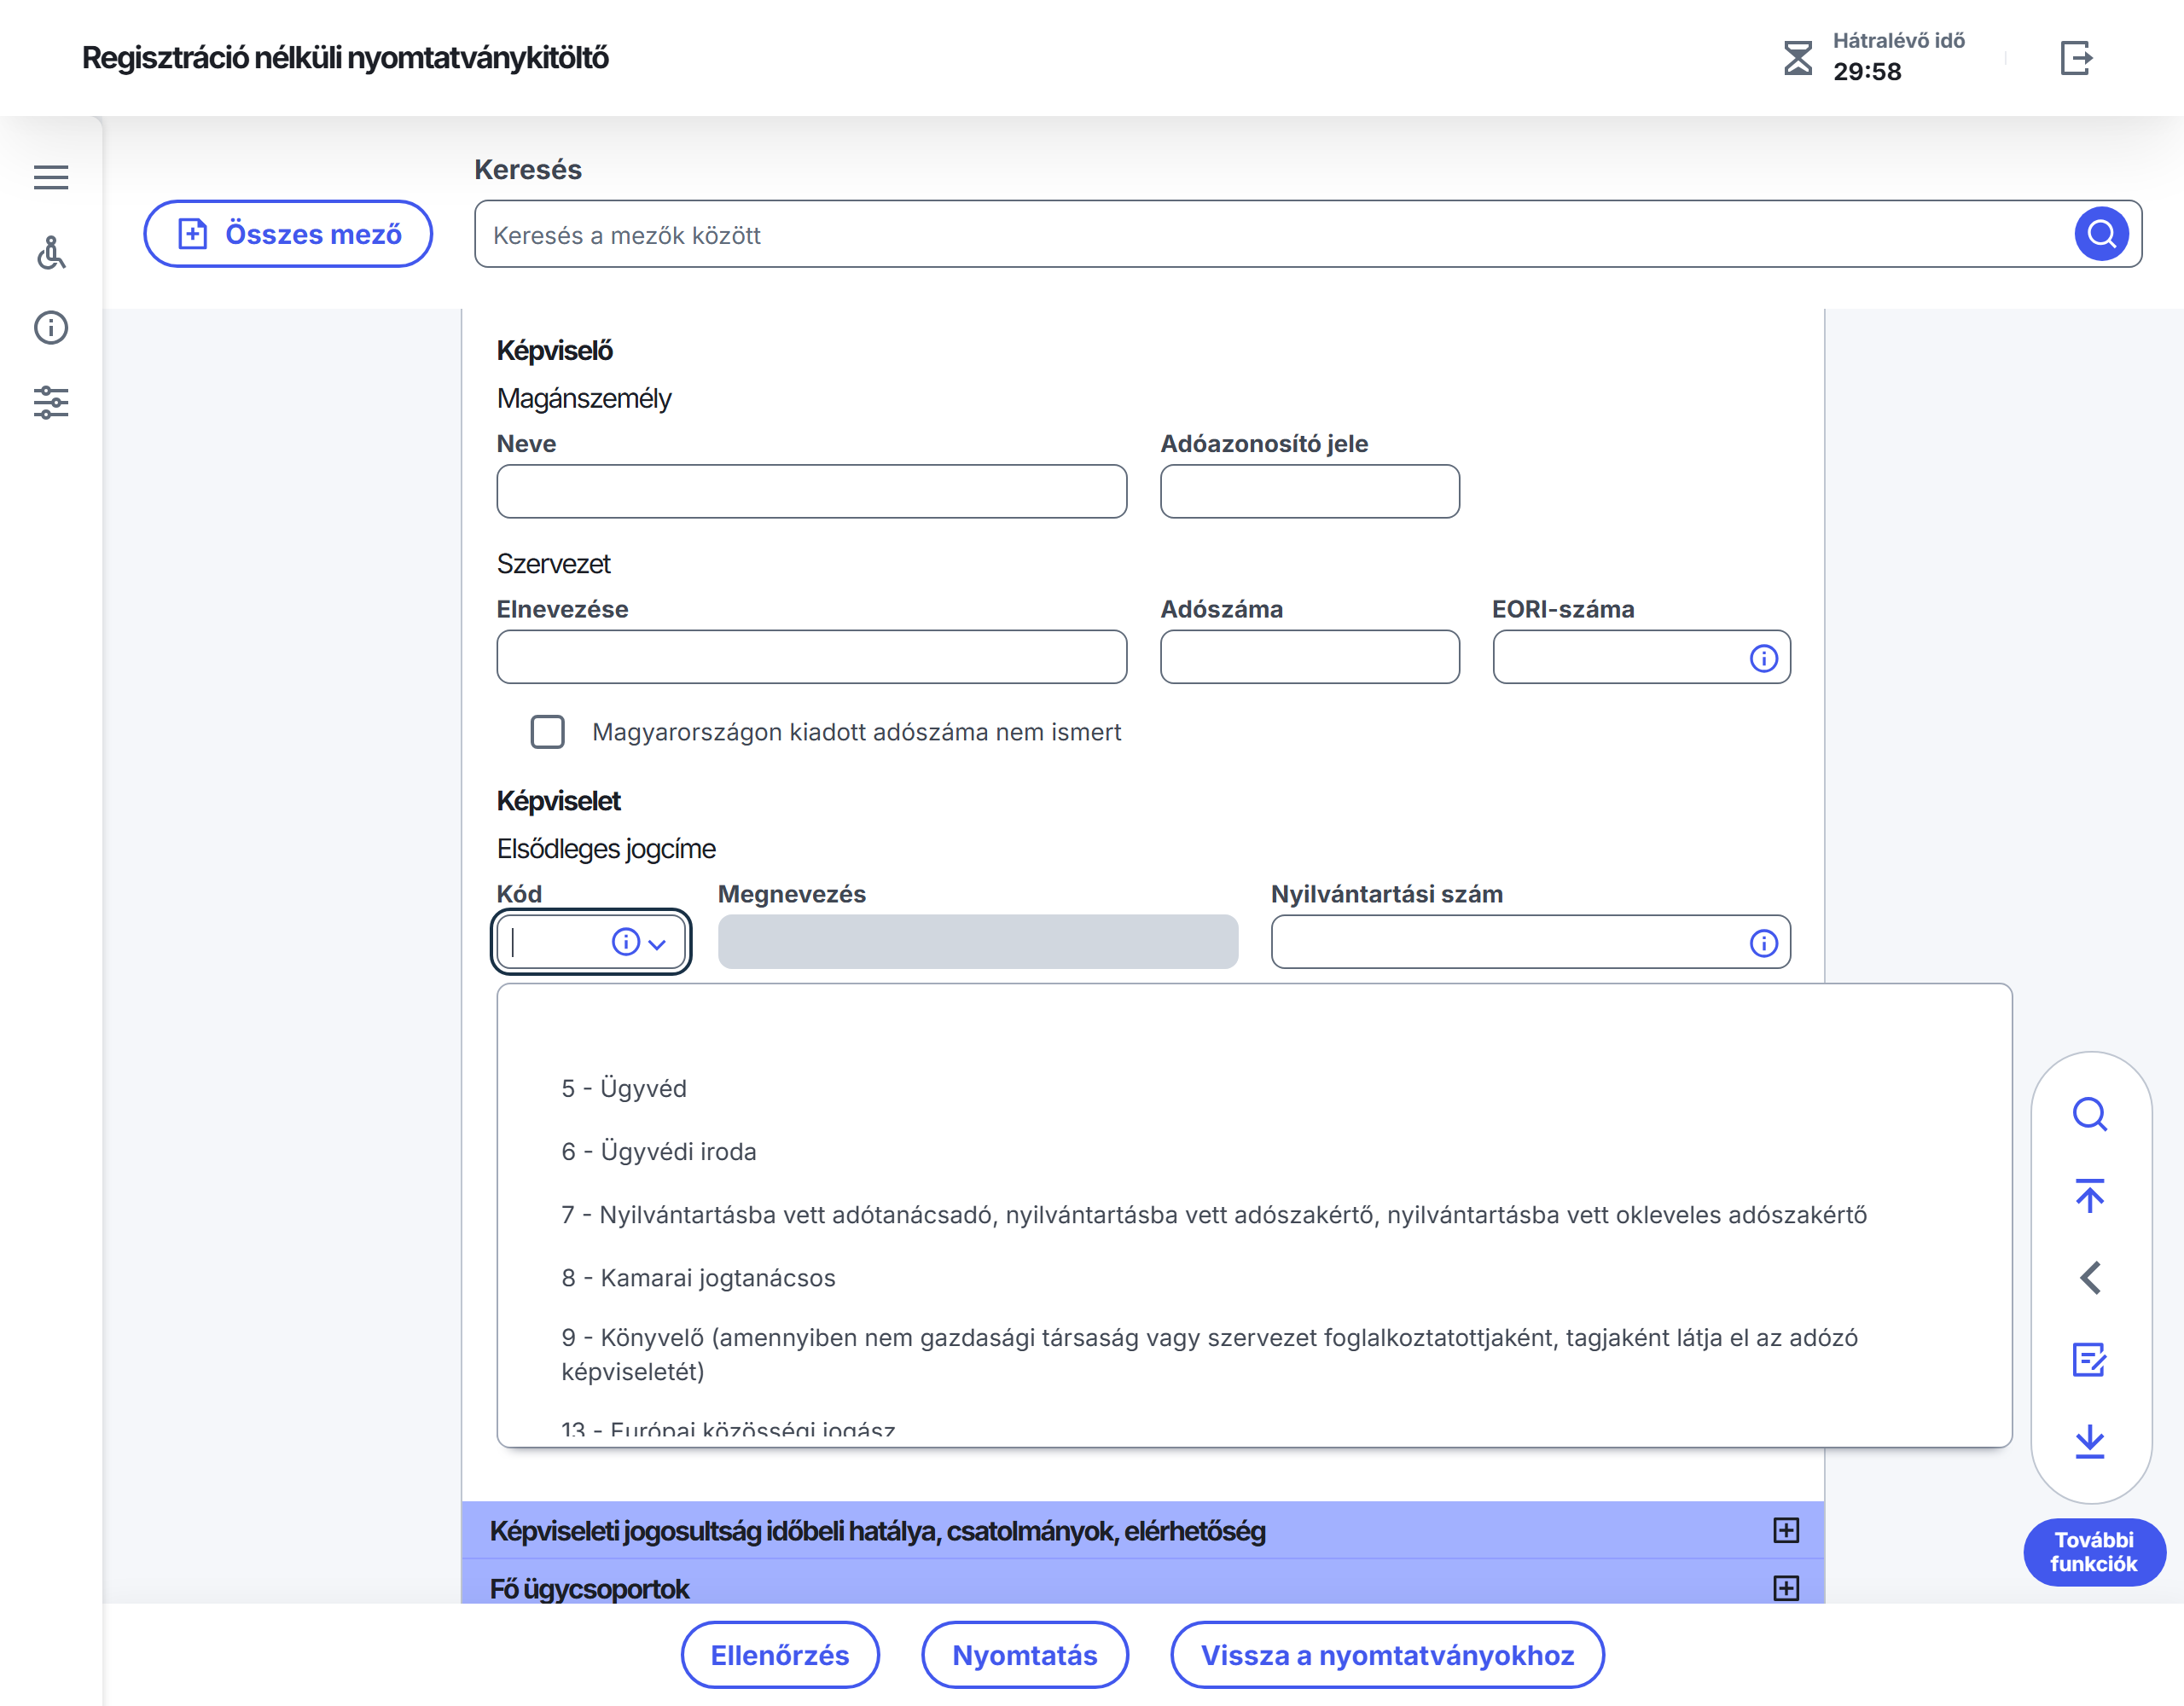 Regisztráció nélküli nyomtatványkitöltő
Hátralévő idő
29:58
Keresés
Összes mező
Keresés a mezők között
Képviselő
Magánszemély
Neve
Adóazonosító jele
Szervezet
Elnevezése
Adószáma
EORI-száma
Magyarországon kiadott adószáma nem ismert
Képviselet
Elsődleges jogcíme
Kód
Megnevezés
Nyilvántartási szám
5 - Ügyvéd
6 - Ügyvédi iroda
7 - Nyilvántartásba vett adótanácsadó, nyilvántartásba vett adószakértő, nyilvántartásba vett okleveles adószakértő
8 - Kamarai jogtanácsos
9 - Könyvelő (amennyiben nem gazdasági társaság vagy szervezet foglalkoztatottjaként, tagjaként látja el az adózó
képviseletét)
13 - Európai közösségi jogász
Képviseleti jogosultság időbeli hatálya, csatolmányok, elérhetőség
Fő ügycsoportok
További
funkciók
Ellenőrzés
Nyomtatás
Vissza a nyomtatványokhoz